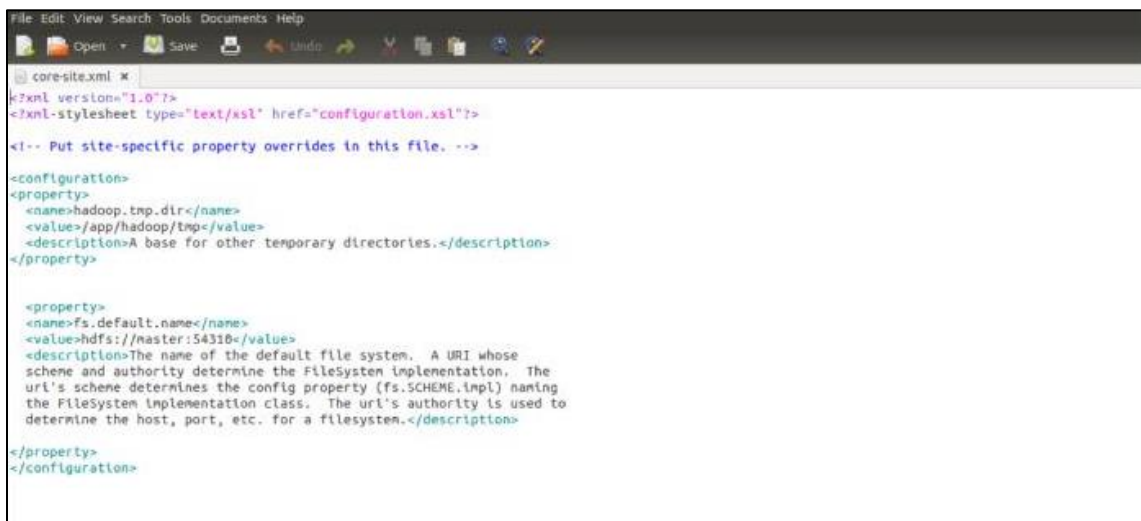 File Edit View Search Tools Documents Help
Open Save Undo
core-site.xml
<?xml version="1.0"?>
<?xml-stylesheet type="text/xsl" href="configuration.xsl"?>
<!-- Put site-specific property overrides in this file. -->
<configuration>
<property>
<name>hadoop.tmp.dir</name>
<value>/app/hadoop/tmp</value>
<description>A base for other temporary directories.</description>
</property>
<property>
<name>fs.default.name</name>
<value>hdfs://master:54310</value>
<description>The name of the default file system. A URI whose
scheme and authority determine the FileSystem implementation. The
uri's scheme determines the config property (fs.SCHEME.impl) naming
the FileSystem implementation class. The uri's authority is used to
determine the host, port, etc. for a filesystem.</description>
</property>
</configuration>